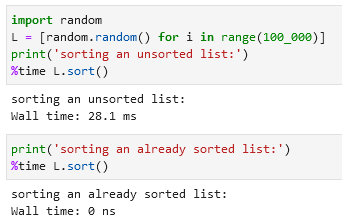 import random
L = [random.random() for i in range(100_000)]
print('sorting an unsorted list:')
%time L.sort()
sorting an unsorted list:
Wall time: 28.1 ms
print('sorting an already sorted list:')
%time L.sort()
sorting an already sorted list:
Wall time: 0 ns